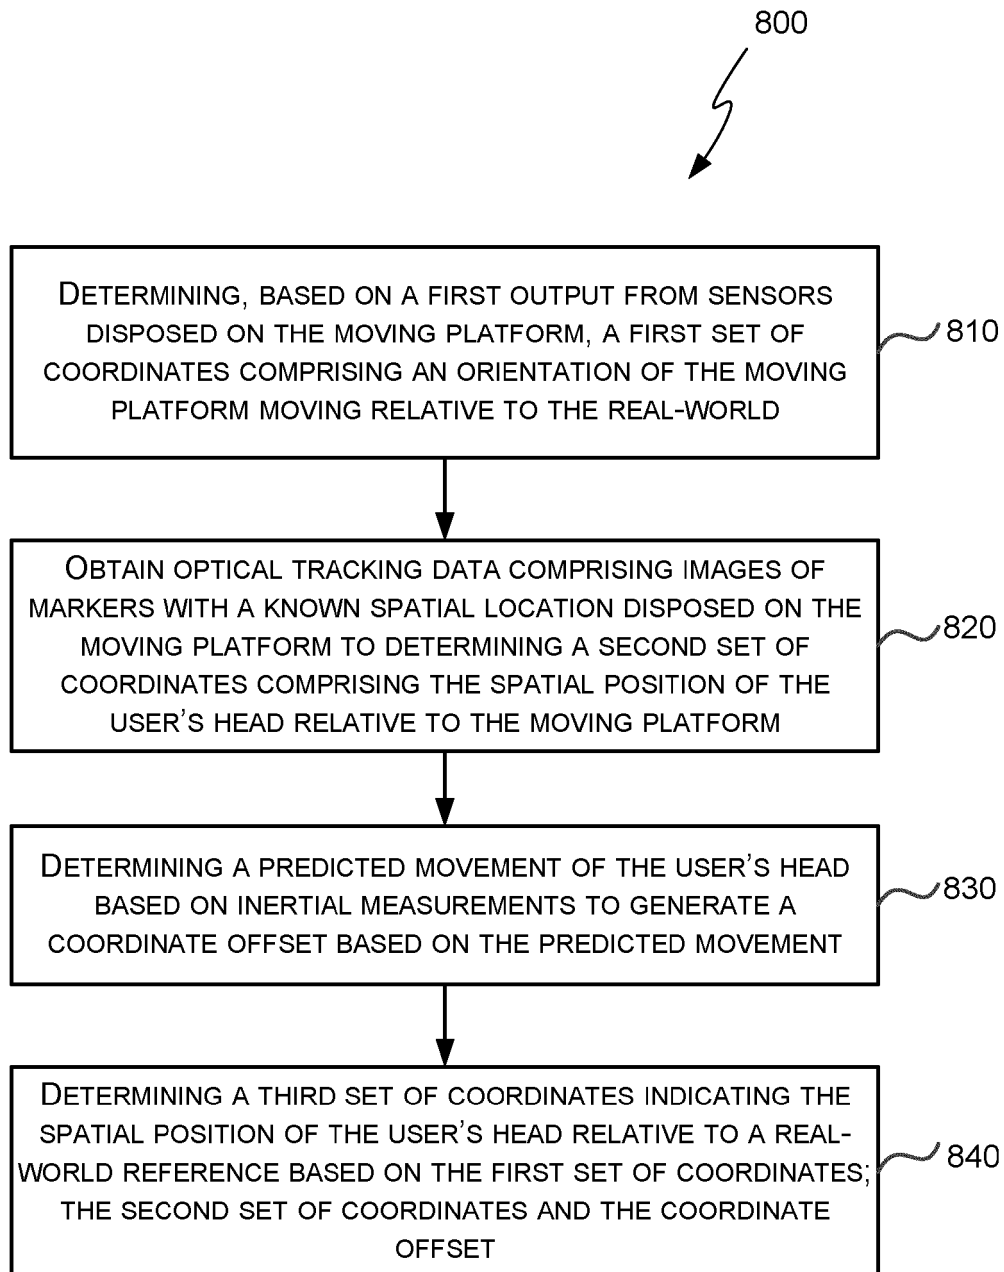 800
DETERMINING, BASED ON A FIRST OUTPUT FROM SENSORS
DISPOSED ON THE MOVING PLATFORM, A FIRST SET OF
COORDINATES COMPRISING AN ORIENTATION OF THE MOVING
PLATFORM MOVING RELATIVE TO THE REAL-WORLD
810
OBTAIN OPTICAL TRACKING DATA COMPRISING IMAGES OF
MARKERS WITH A KNOWN SPATIAL LOCATION DISPOSED ON THE
MOVING PLATFORM TO DETERMINING A SECOND SET OF
COORDINATES COMPRISING THE SPATIAL POSITION OF THE
USER'S HEAD RELATIVE TO THE MOVING PLATFORM
820
DETERMINING A PREDICTED MOVEMENT OF THE USER'S HEAD
BASED ON INERTIAL MEASUREMENTS TO GENERATE A
COORDINATE OFFSET BASED ON THE PREDICTED MOVEMENT
830
DETERMINING A THIRD SET OF COORDINATES INDICATING THE
SPATIAL POSITION OF THE USER'S HEAD RELATIVE TO A REAL-
WORLD REFERENCE BASED ON THE FIRST SET OF COORDINATES;
THE SECOND SET OF COORDINATES AND THE COORDINATE
OFFSET
840